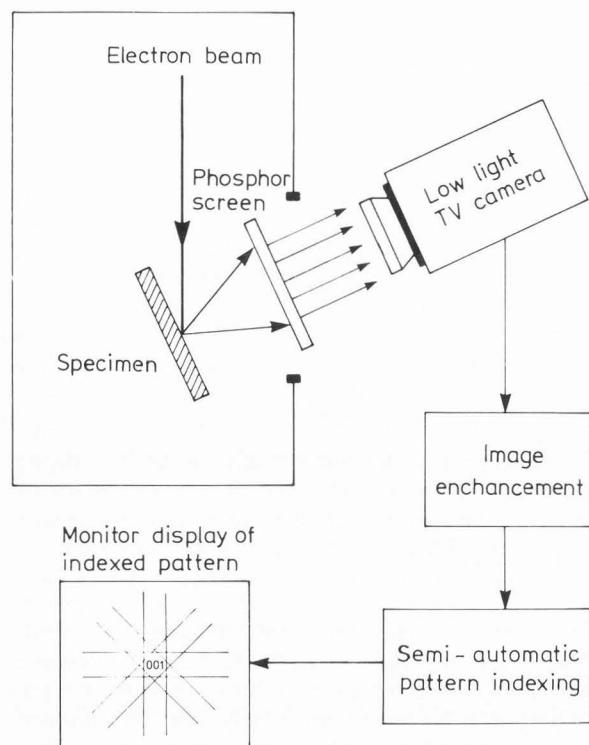 Electron beam
Phosphor
screen
Low light
TV camera
Specimen
Image
enchancement
Monitor display of
indexed pattern
001
Semi-automatic
pattern indexing